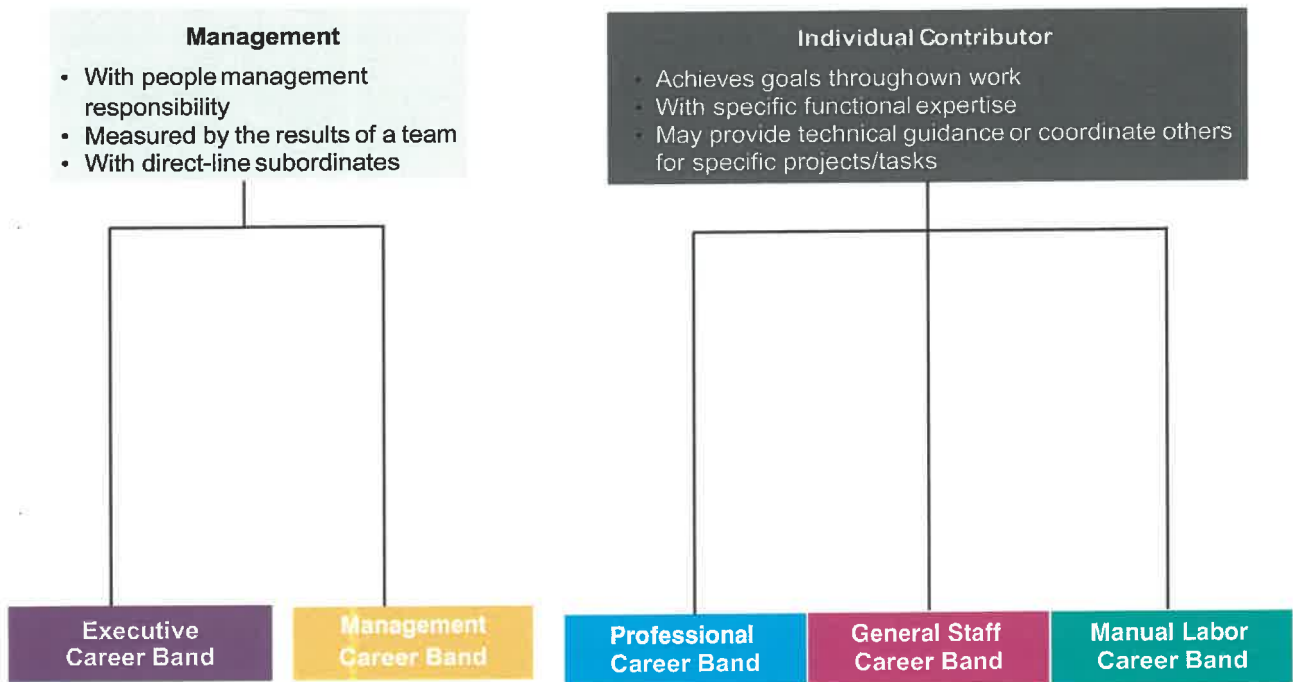 Management
• With people management
responsibility
• Measured by the results of a team
• With direct-line subordinates
Individual Contributor
• Achieves goals throughown work
• With specific functional expertise
• May provide technical guidance or coordinate others
for specific projects/tasks
Executive
Career Band
Management
Career Band
Professional
Career Band
General Staff
Career Band
Manual Labor
Career Band